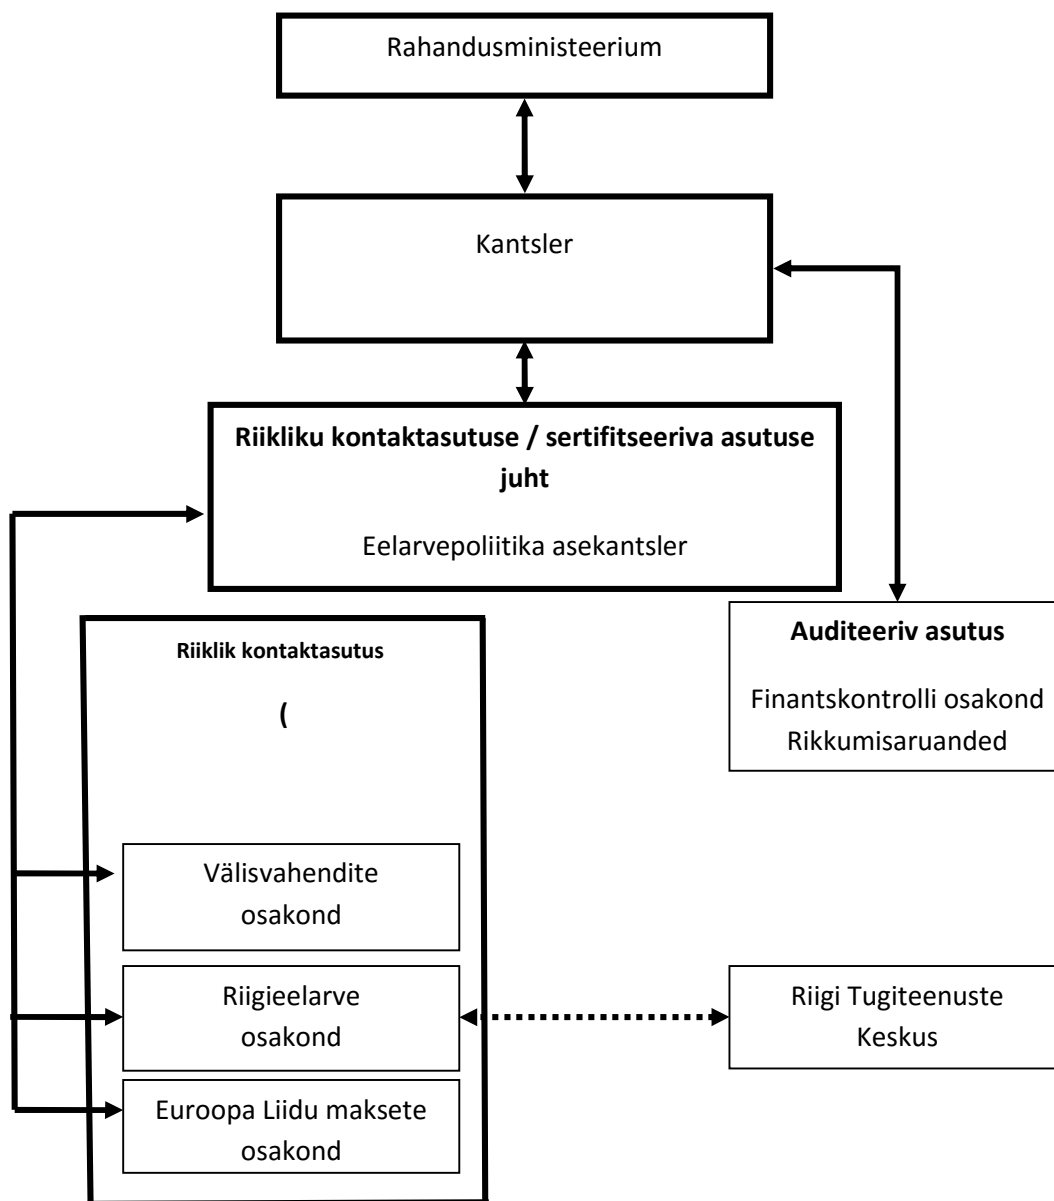 Rahandusministeerium
Kantsler
Riikliku kontaktasutuse / sertifitseeriva asutuse
juht
Eelarvepoliitika asekantsler
Auditeeriv asutus
Finantskontrolli osakond
Rikkumisaruanded
Riiklik kontaktasutus
(
Välisvahendite
osakond
Riigieelarve
osakond
Riigi Tugiteenuste
Keskus
Euroopa Liidu maksete
osakond